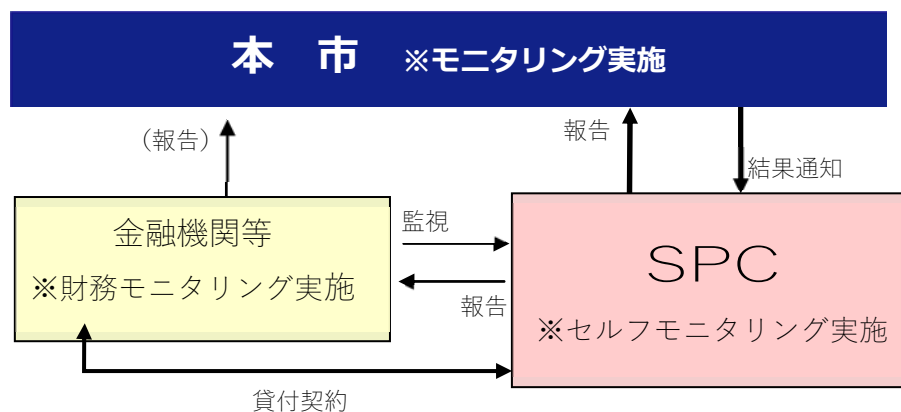 本 市 ※モニタリング実施
(報告)
報告
結果通知
金融機関等
※財務モニタリング実施
監視
報告
SPC
※セルフモニタリング実施
貸付契約